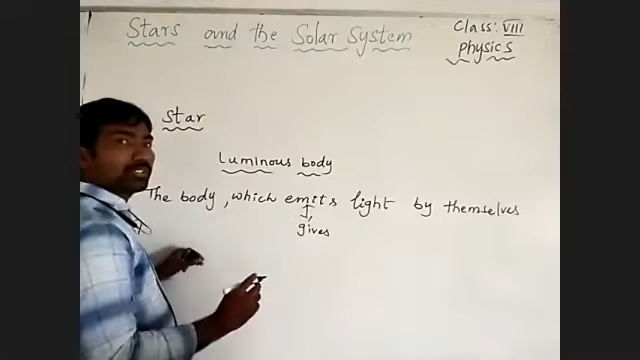 Stars and the Solar System
Class: VIII
Physics
Star
Luminous body
The body, which emits light by themselves
gives